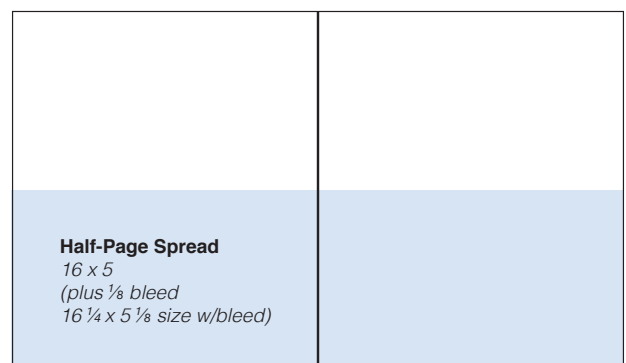 Half-Page Spread
16 x 5
(plus ⅛ bleed
16 ¼ x 5 ⅛ size w/bleed)